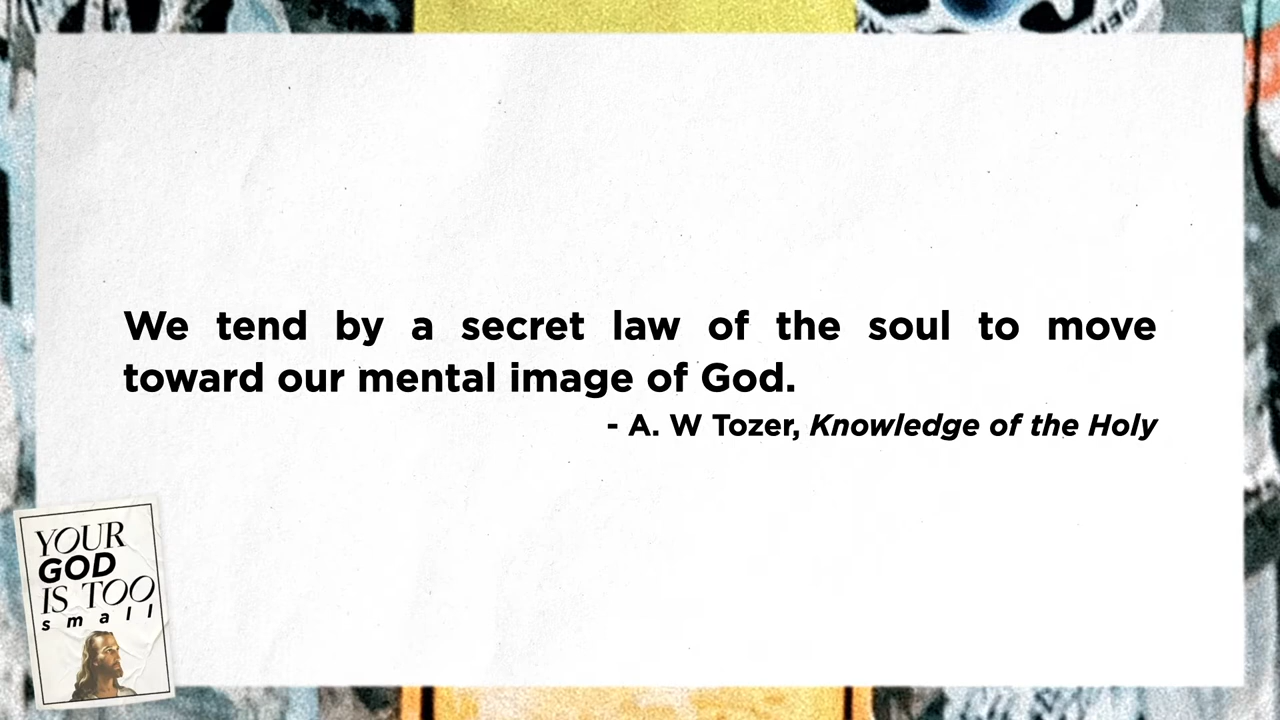 We tend by a secret law of the soul to move
toward our mental image of God.
- A. W Tozer, Knowledge of the Holy
YOUR
GOD
IS TOO
small